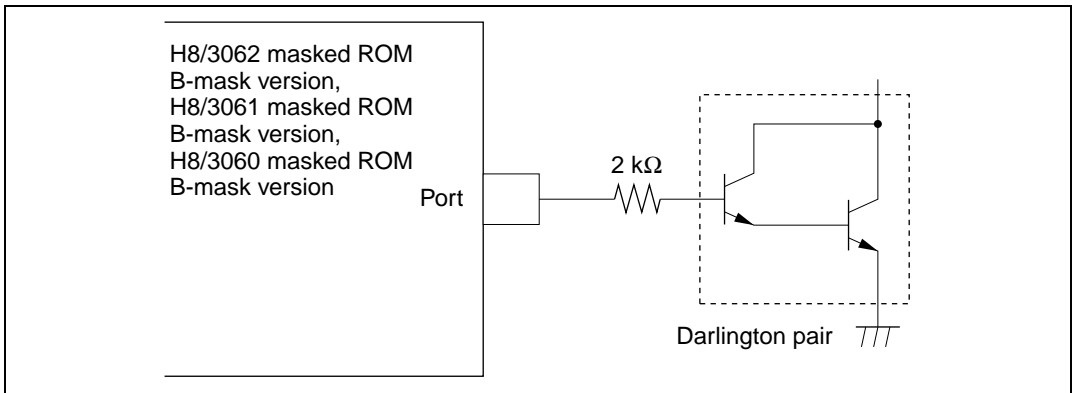 H8/3062 masked ROM
B-mask version,
H8/3061 masked ROM
B-mask version,
H8/3060 masked ROM
B-mask version
Port
2 kΩ
Darlington pair